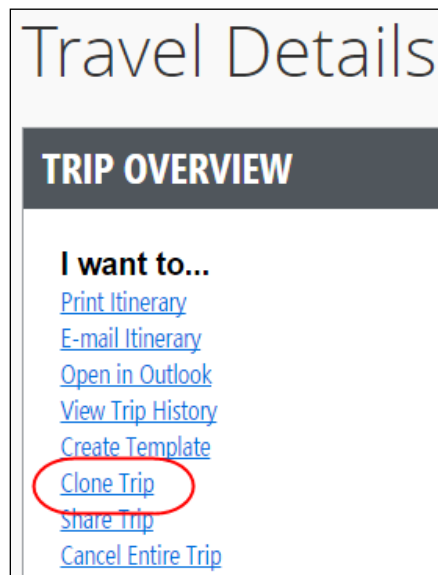 Travel Details
TRIP OVERVIEW
I want to...
Print Itinerary
E-mail Itinerary
Open in Outlook
View Trip History
Create Template
Clone Trip
Share Trip
Cancel Entire Trip